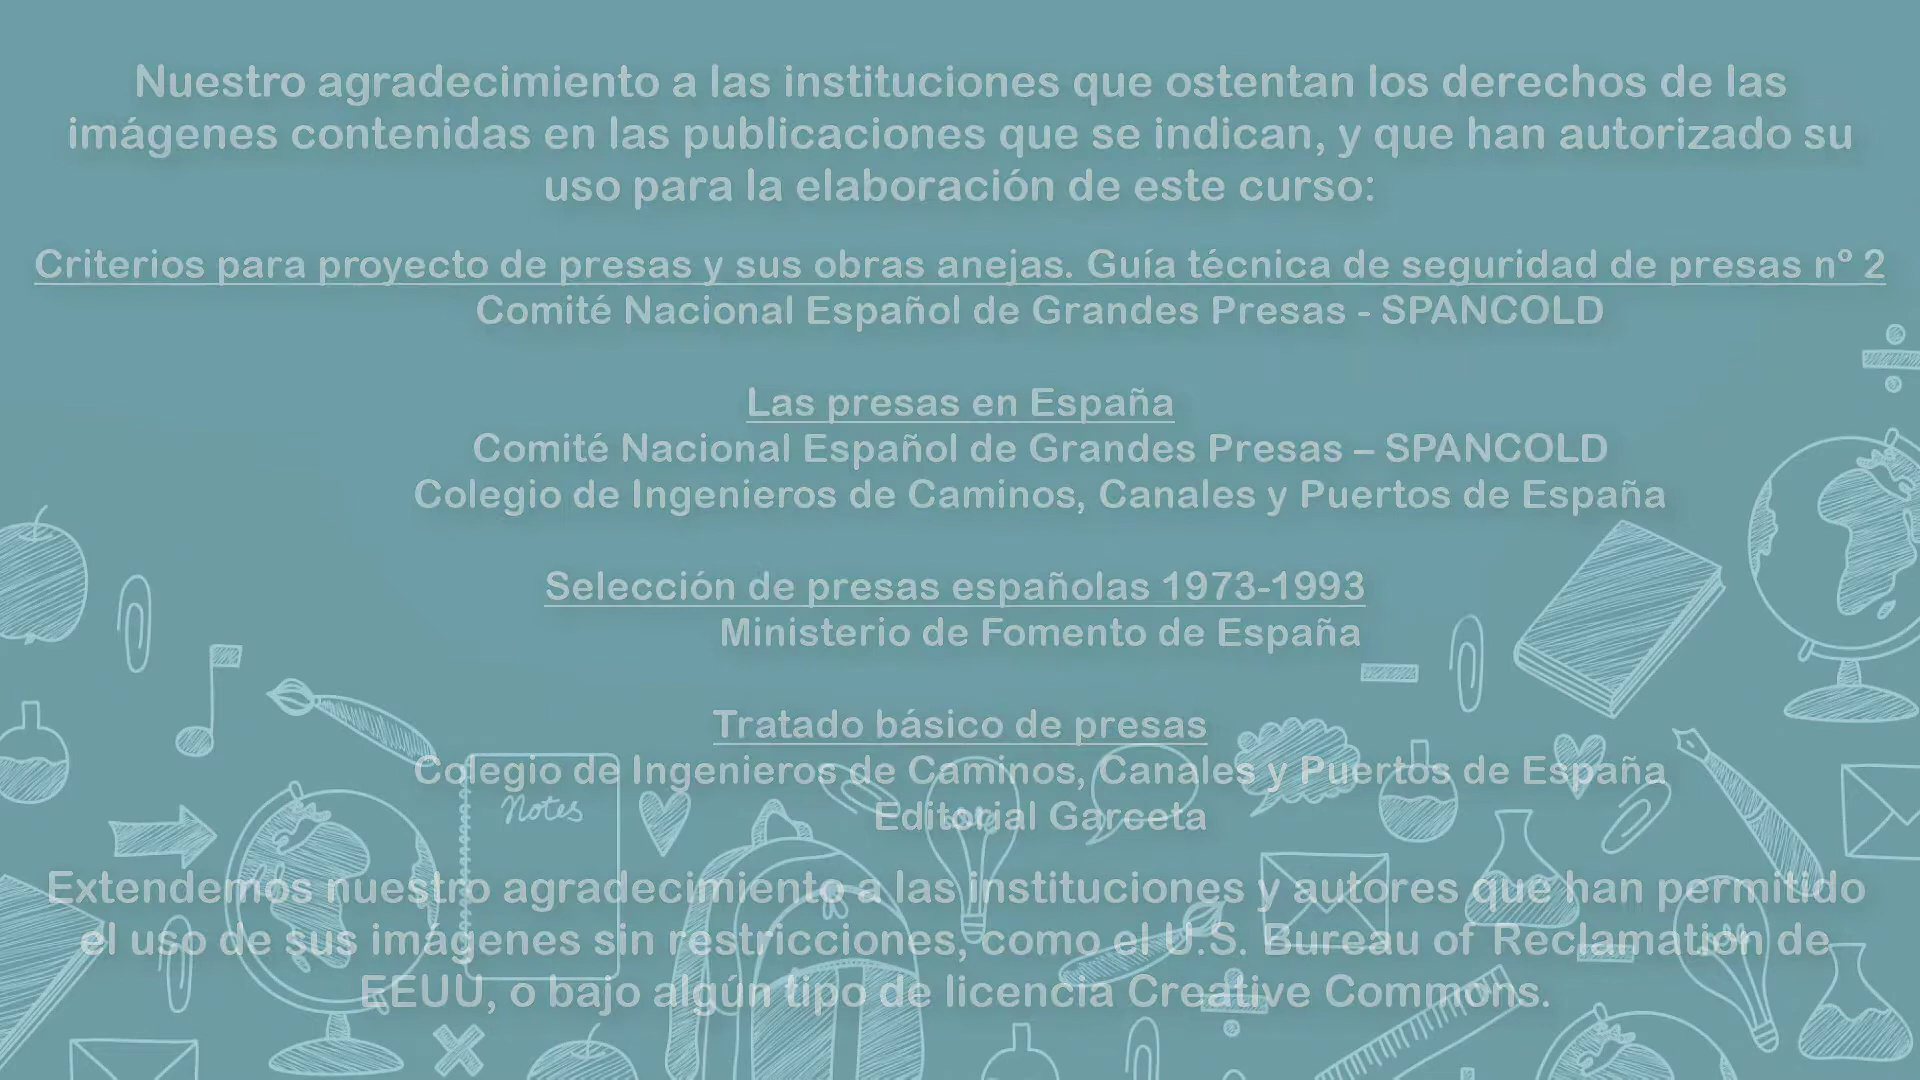 Nuestro agradecimiento a las instituciones que ostentan los derechos de las
imágenes contenidas en las publicaciones que se indican, y que han autorizado su
uso para la elaboración de este curso:
Criterios para proyecto de presas y sus obras anejas. Guía técnica de seguridad de presas nº 2
Comité Nacional Español de Grandes Presas - SPANCOLD
Las presas en España
Comité Nacional Español de Grandes Presas – SPANCOLD
Colegio de Ingenieros de Caminos, Canales y Puertos de España
Selección de presas españolas 1973-1993
Ministerio de Fomento de España
Tratado básico de presas
Colegio de Ingenieros de Caminos, Canales y Puertos de España
Notes
Editorial Garceta
Extendemos nuestro agradecimiento a las instituciones y autores que han permitido
el uso de sus imágenes sin restricciones, como el U.S. Bureau of Reclamation de
EEUU, o bajo algún tipo de licencia Creative Commons.